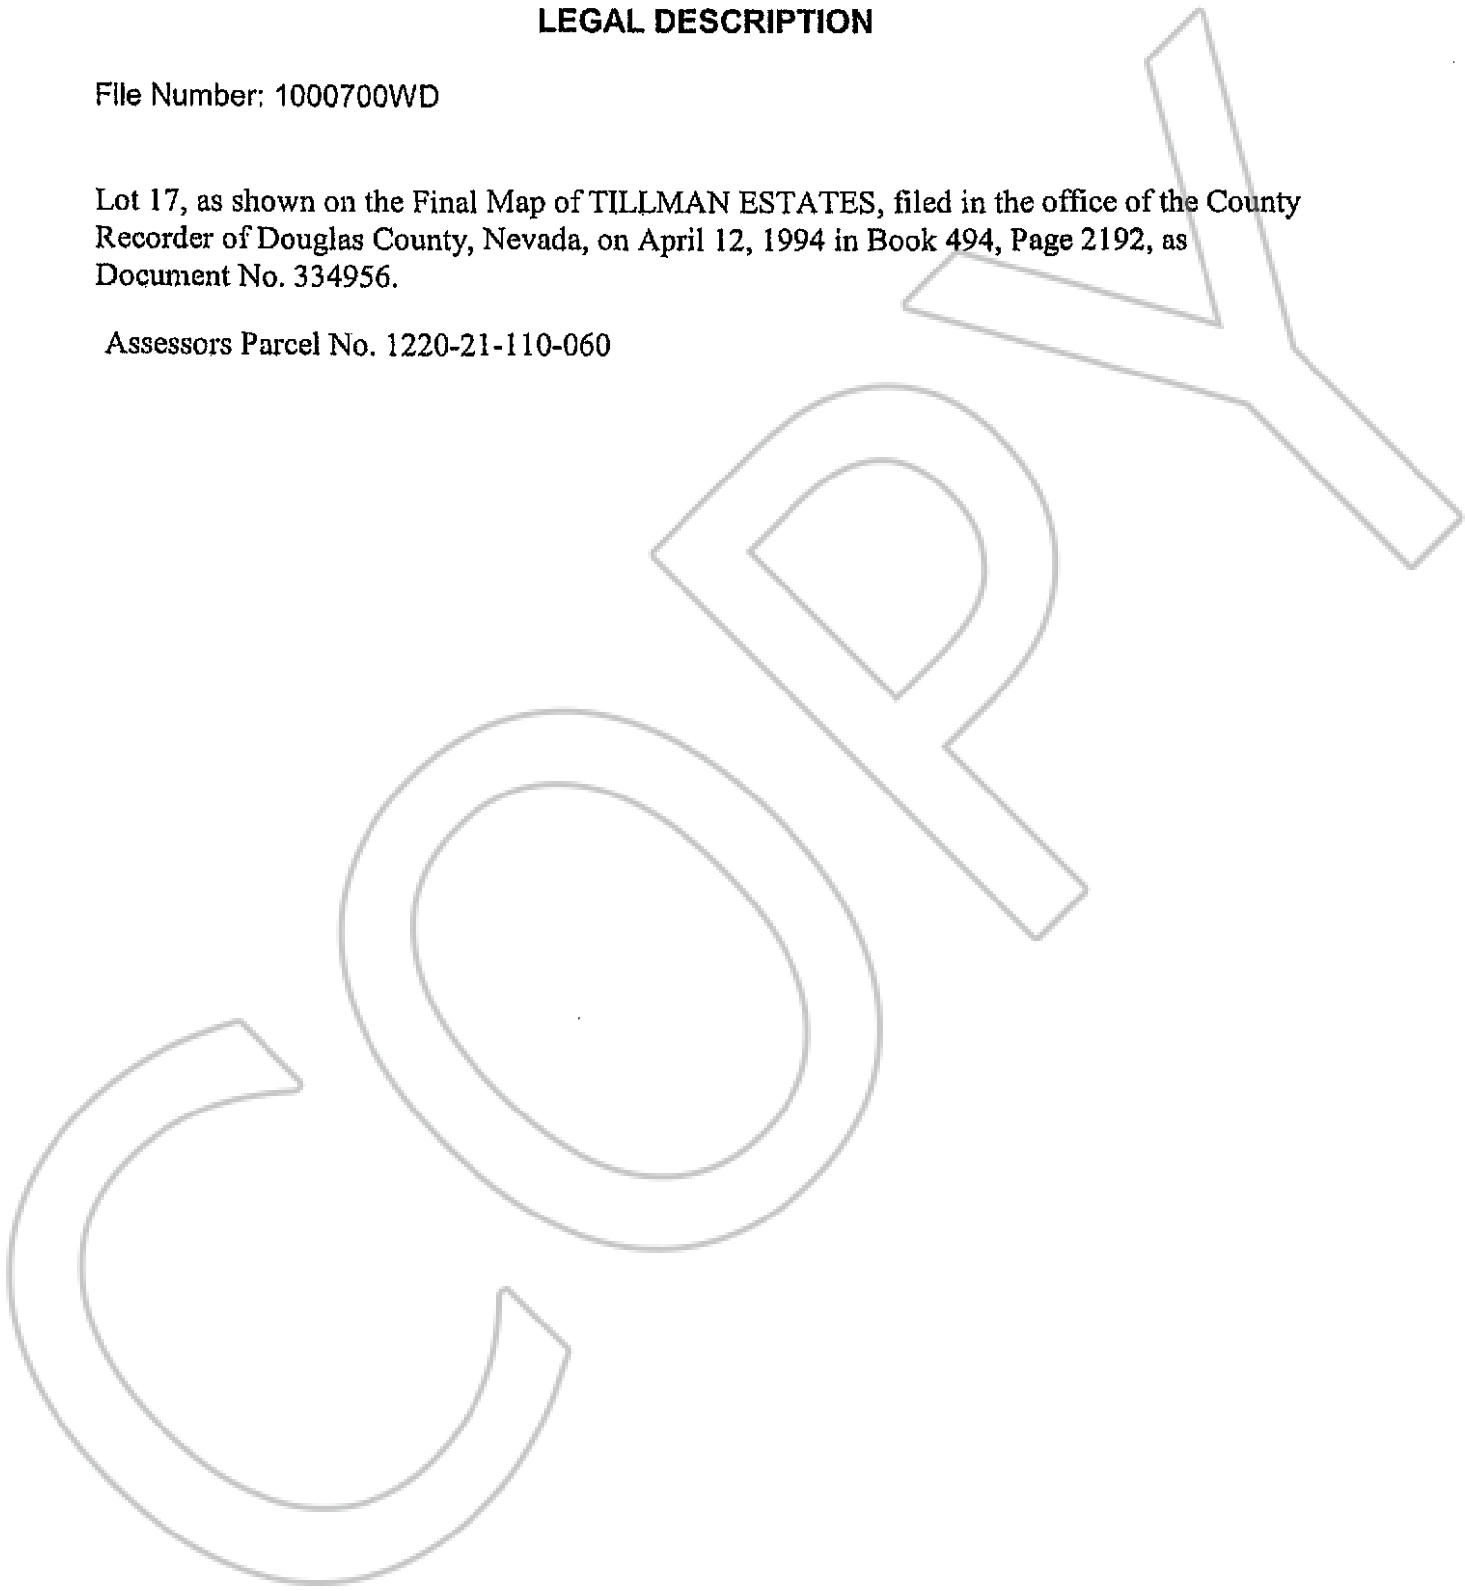 LEGAL DESCRIPTION
File Number: 1000700WD
Lot 17, as shown on the Final Map of TILLMAN ESTATES, filed in the office of the County
Recorder of Douglas County, Nevada, on April 12, 1994 in Book 494, Page 2192, as
Document No. 334956.
Assessors Parcel No. 1220-21-110-060
COPY